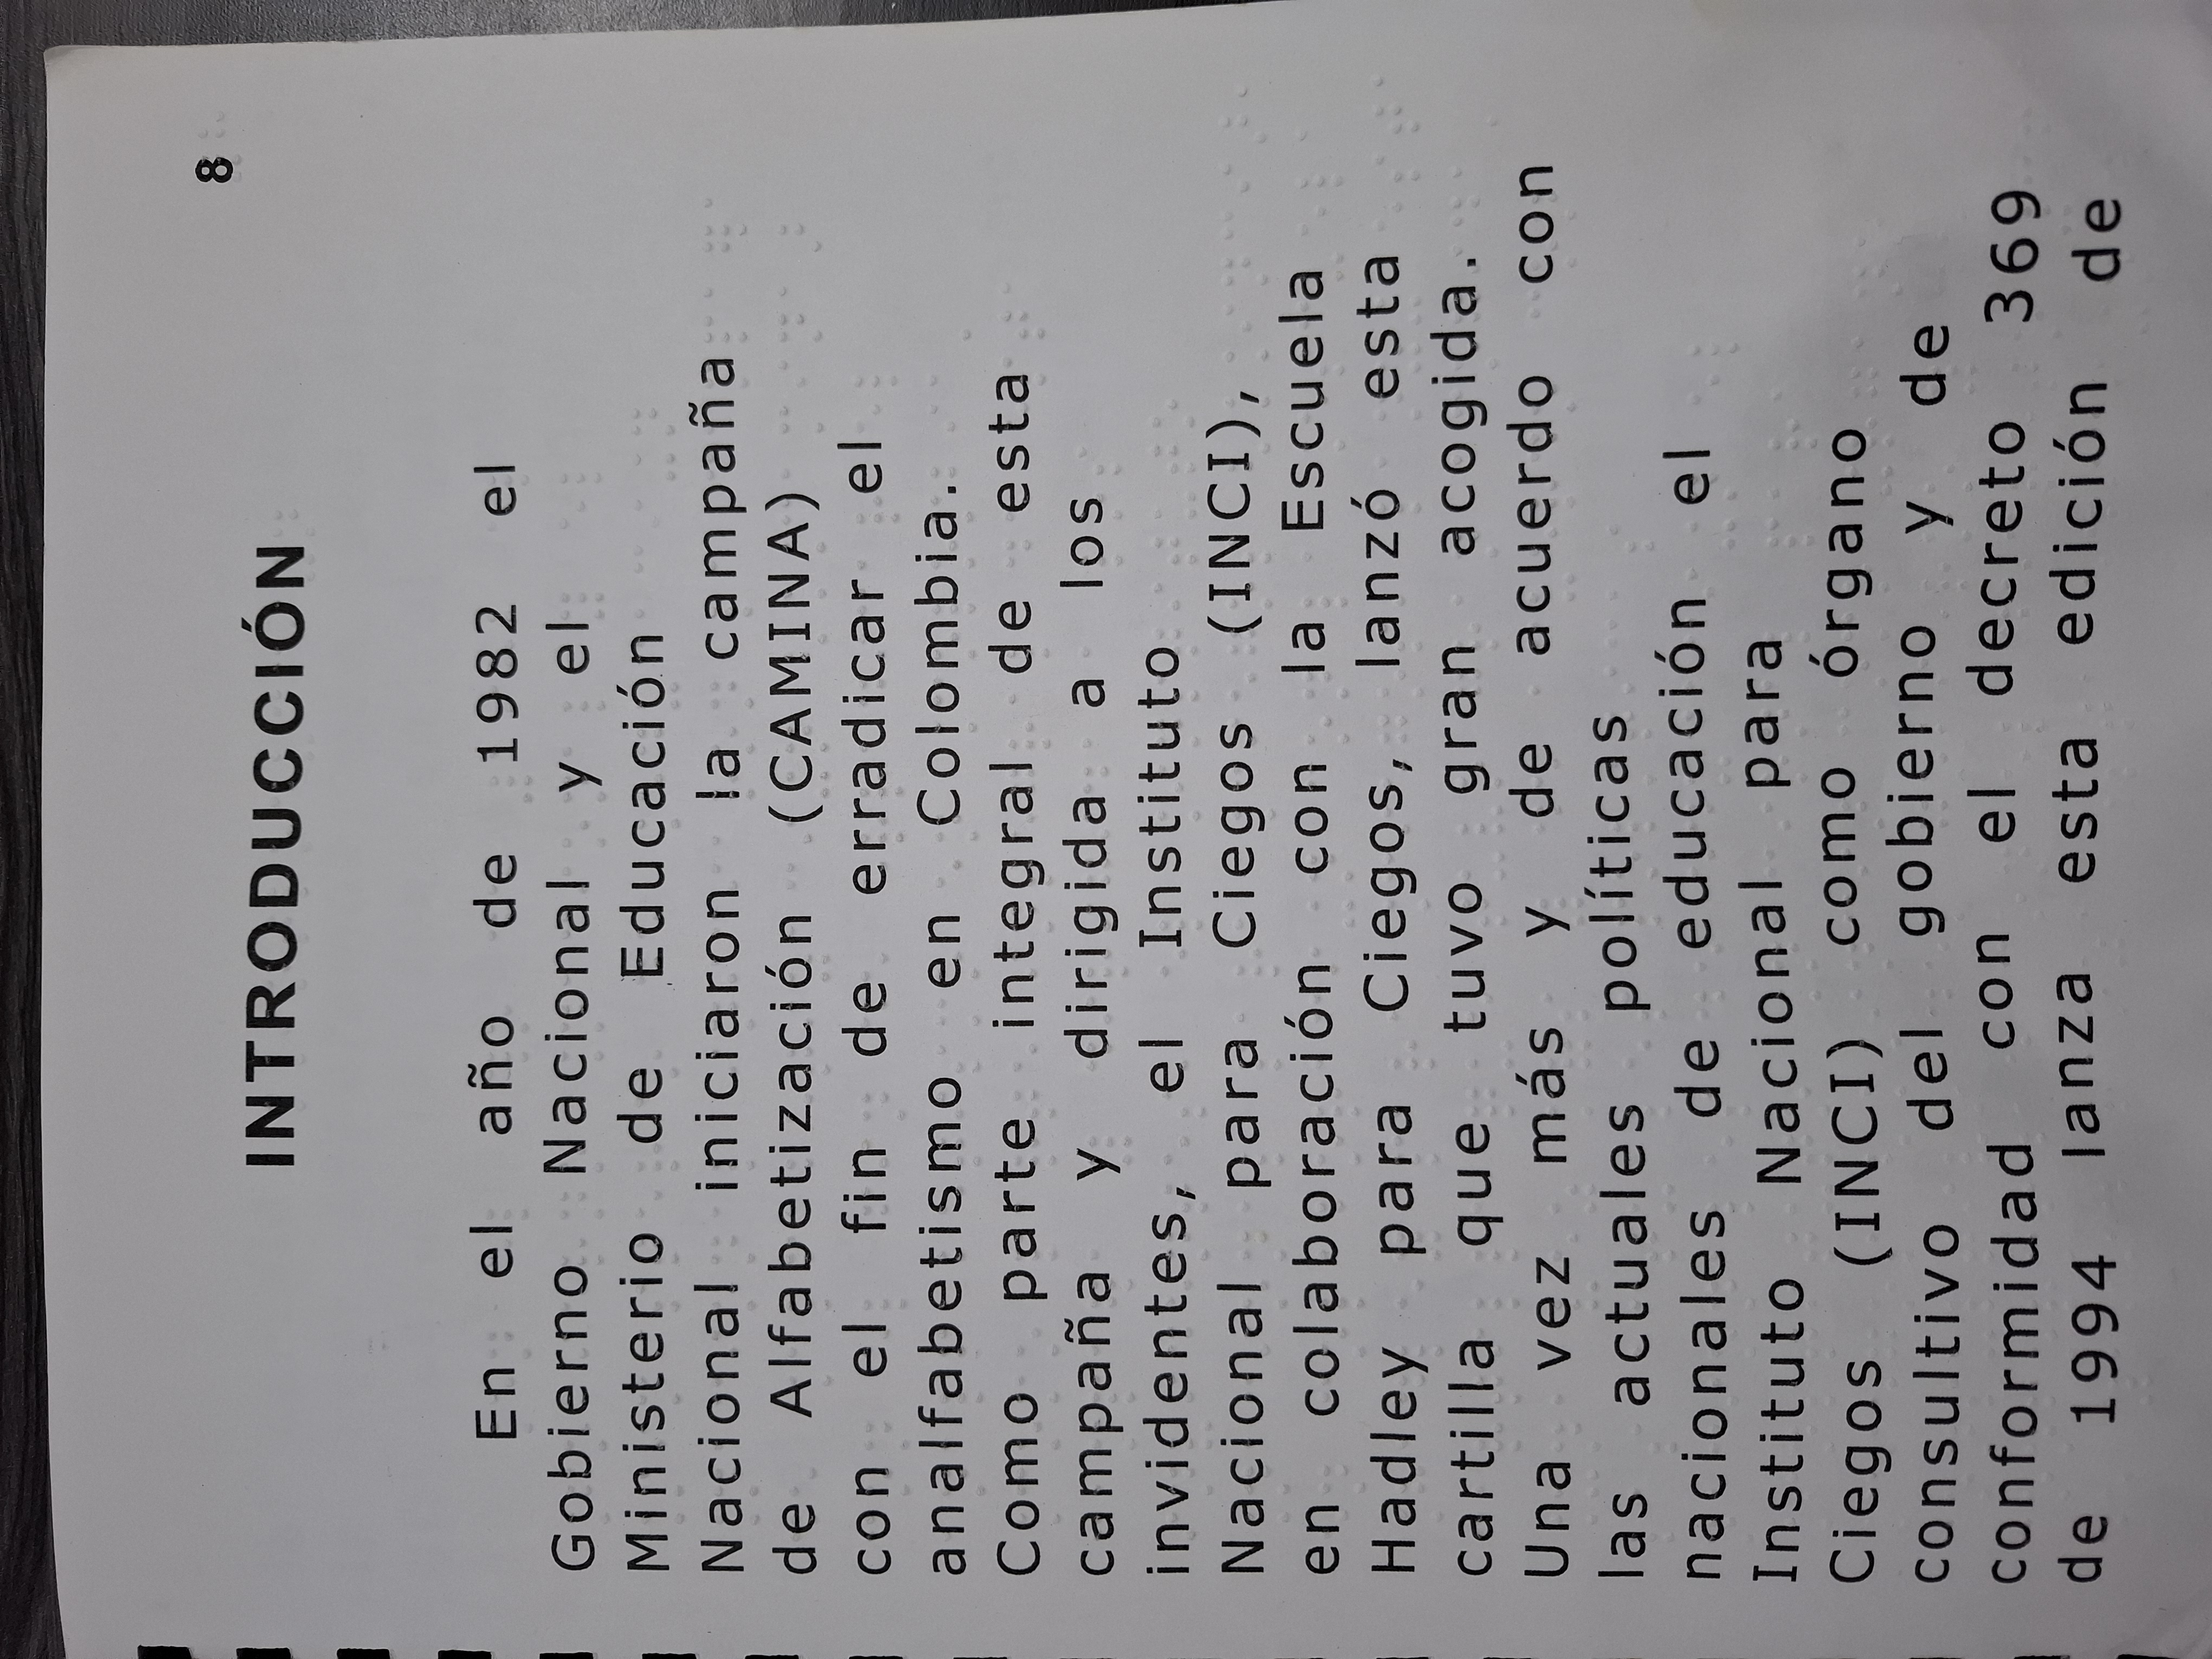 8
INTRODUCCIÓN
En el año de 1982 el
Gobierno Nacional y el
Ministerio de Educación
Nacional iniciaron la campaña
de Alfabetización (CAMINA)
con el fin de erradicar el
analfabetismo en Colombia.
Como parte integral de esta
campaña y dirigida a los
invidentes, el Instituto
Nacional para Ciegos (INCI),
en colaboración con la Escuela
Hadley para Ciegos, lanzó esta
cartilla que tuvo gran acogida.
Una vez más y de acuerdo con
las actuales políticas
nacionales de educación el
Instituto Nacional para
Ciegos (INCI) como órgano
consultivo del gobierno y de
conformidad con el decreto 369
de 1994 lanza esta edición de